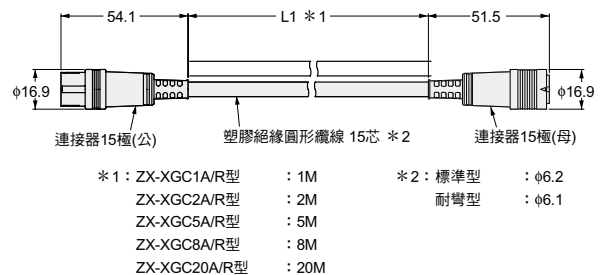 54.1 L1 ＊1 51.5
ϕ16.9 ϕ16.9
連接器15極(公) 塑膠絕緣圓形纜線 15芯 ＊2 連接器15極(母)
＊1：ZX-XGC1A/R型 ：1M ＊2：標準型 ：ϕ6.2
ZX-XGC2A/R型 ：2M 耐彎型 ：ϕ6.1
ZX-XGC5A/R型 ：5M
ZX-XGC8A/R型 ：8M
ZX-XGC20A/R型 ：20M